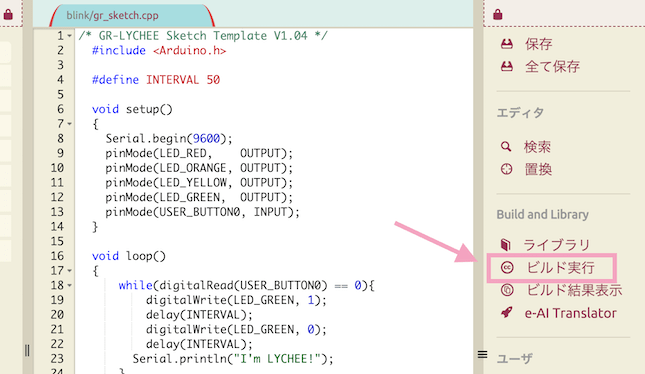 blink/gr_sketch.cpp
1 /* GR-LYCHEE Sketch Template V1.04 */
2 #include <Arduino.h>
3
4 #define INTERVAL 50
5
6 void setup()
7 {
8 Serial.begin(9600);
9 pinMode(LED_RED, OUTPUT);
10 pinMode(LED_ORANGE, OUTPUT);
11 pinMode(LED_YELLOW, OUTPUT);
12 pinMode(LED_GREEN, OUTPUT);
13 pinMode(USER_BUTTON0, INPUT);
14 }
15
16 void loop()
17 {
18 while(digitalRead(USER_BUTTON0) == 0){
19 digitalWrite(LED_GREEN, 1);
20 delay(INTERVAL);
21 digitalWrite(LED_GREEN, 0);
22 delay(INTERVAL);
23 Serial.println("I'm LYCHEE!");
24 }
保存
全て保存
エディタ
検索
置換
Build and Library
ライブラリ
ビルド実行
ビルド結果表示
e-AI Translator
ユーザ